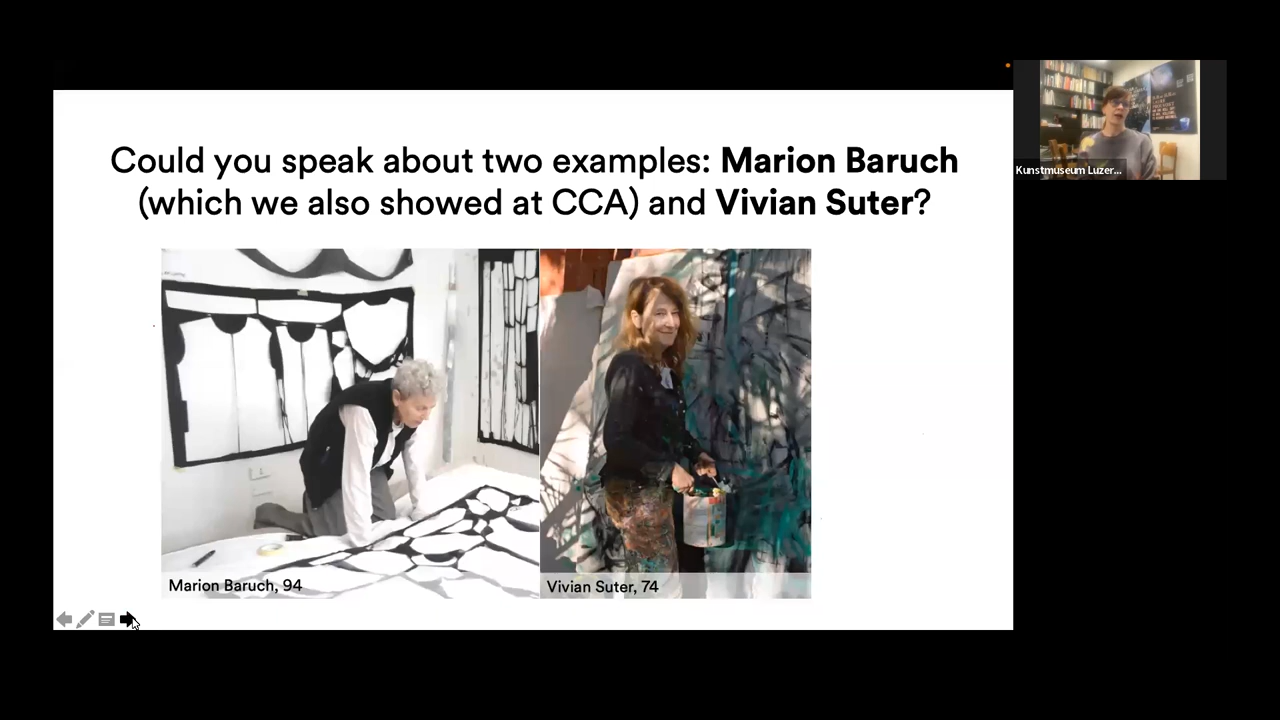 Could you speak about two examples: Marion Baruch
(which we also showed at CCA) and Vivian Suter?
Marion Baruch, 94
Vivian Suter, 74
Kunstmuseum Luzer...